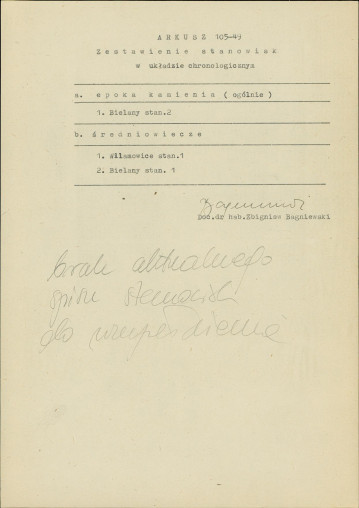 ARKUSZ 105-49
Zestawienie stanowisk
w układzie chronologicznym
a. epoka kamienia ( ogólnie )
1. Bielany stan.2
b. średniowiecze
1. Wilamowice stan.1
2. Bielany stan. 1
Doc.dr hab.Zbigniew Bagniewski
brak aktualnego
spisu stanowisk
do uzupełnienia